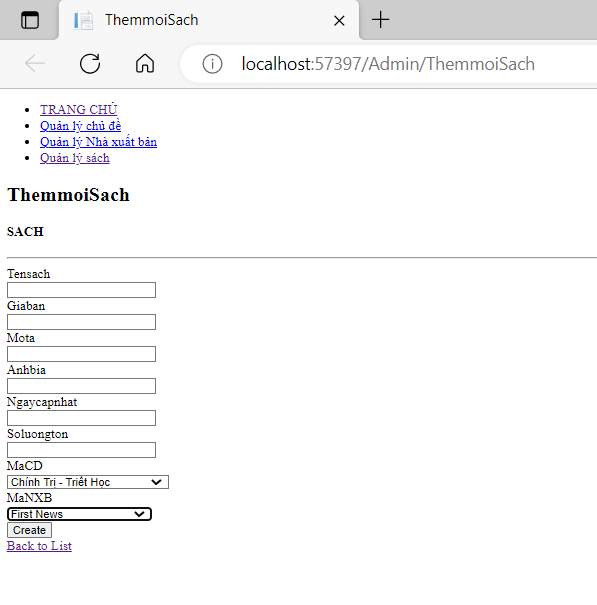 ThemmoiSach
localhost:57397/Admin/ThemmoiSach
TRANG CHỦ
Quản lý chủ đề
Quản lý Nhà xuất bản
Quản lý sách
ThemmoiSach
SACH
Tensach
Giaban
Mota
Anhbia
Ngaycapnhat
Soluongton
MaCD
Chính Trị - Triết Học
MaNXB
First News
Create
Back to List